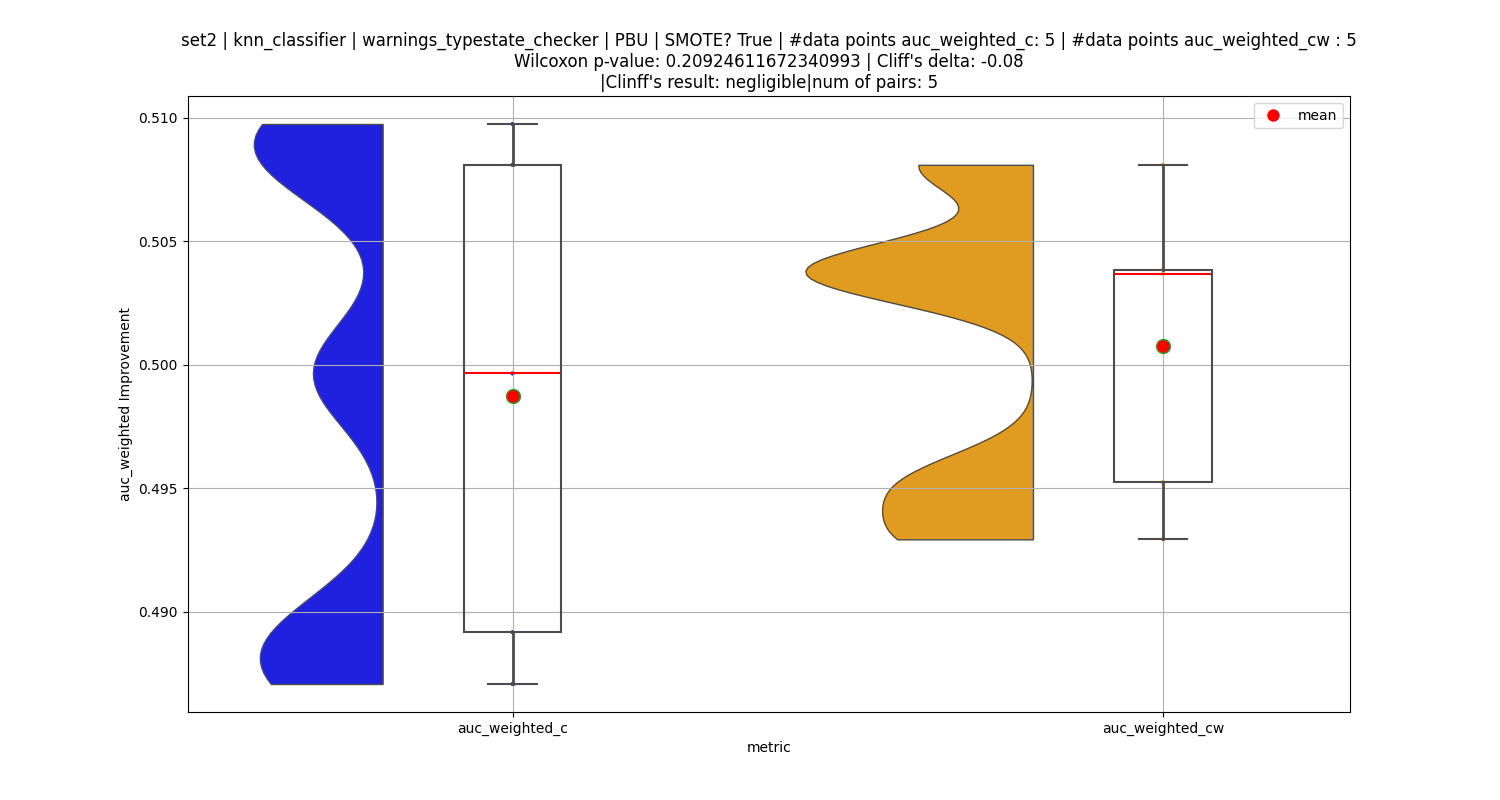 set2 | knn_classifier | warnings_typestate_checker | PBU | SMOTE? True | #data points auc_weighted_c: 5 | #data points auc_weighted_cw : 5
Wilcoxon p-value: 0.20924611672340993 | Cliff's delta: -0.08
|Clinff's result: negligible|num of pairs: 5
mean
0.510
0.505
0.500
0.495
0.490
auc_weighted Improvement
auc_weighted_c
auc_weighted_cw
metric